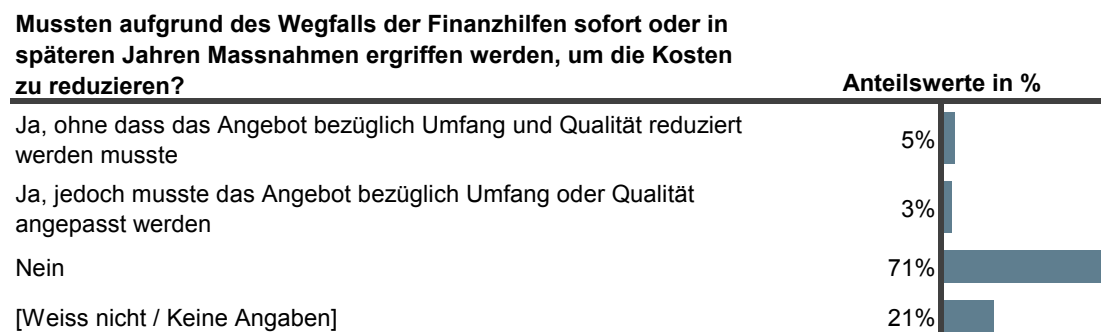 Mussten aufgrund des Wegfalls der Finanzhilfen sofort oder in
späteren Jahren Massnahmen ergriffen werden, um die Kosten
zu reduzieren? Anteilswerte in %
Ja, ohne dass das Angebot bezüglich Umfang und Qualität reduziert
werden musste
5%
Ja, jedoch musste das Angebot bezüglich Umfang oder Qualität
angepasst werden
3%
Nein 71%
[Weiss nicht / Keine Angaben] 21%